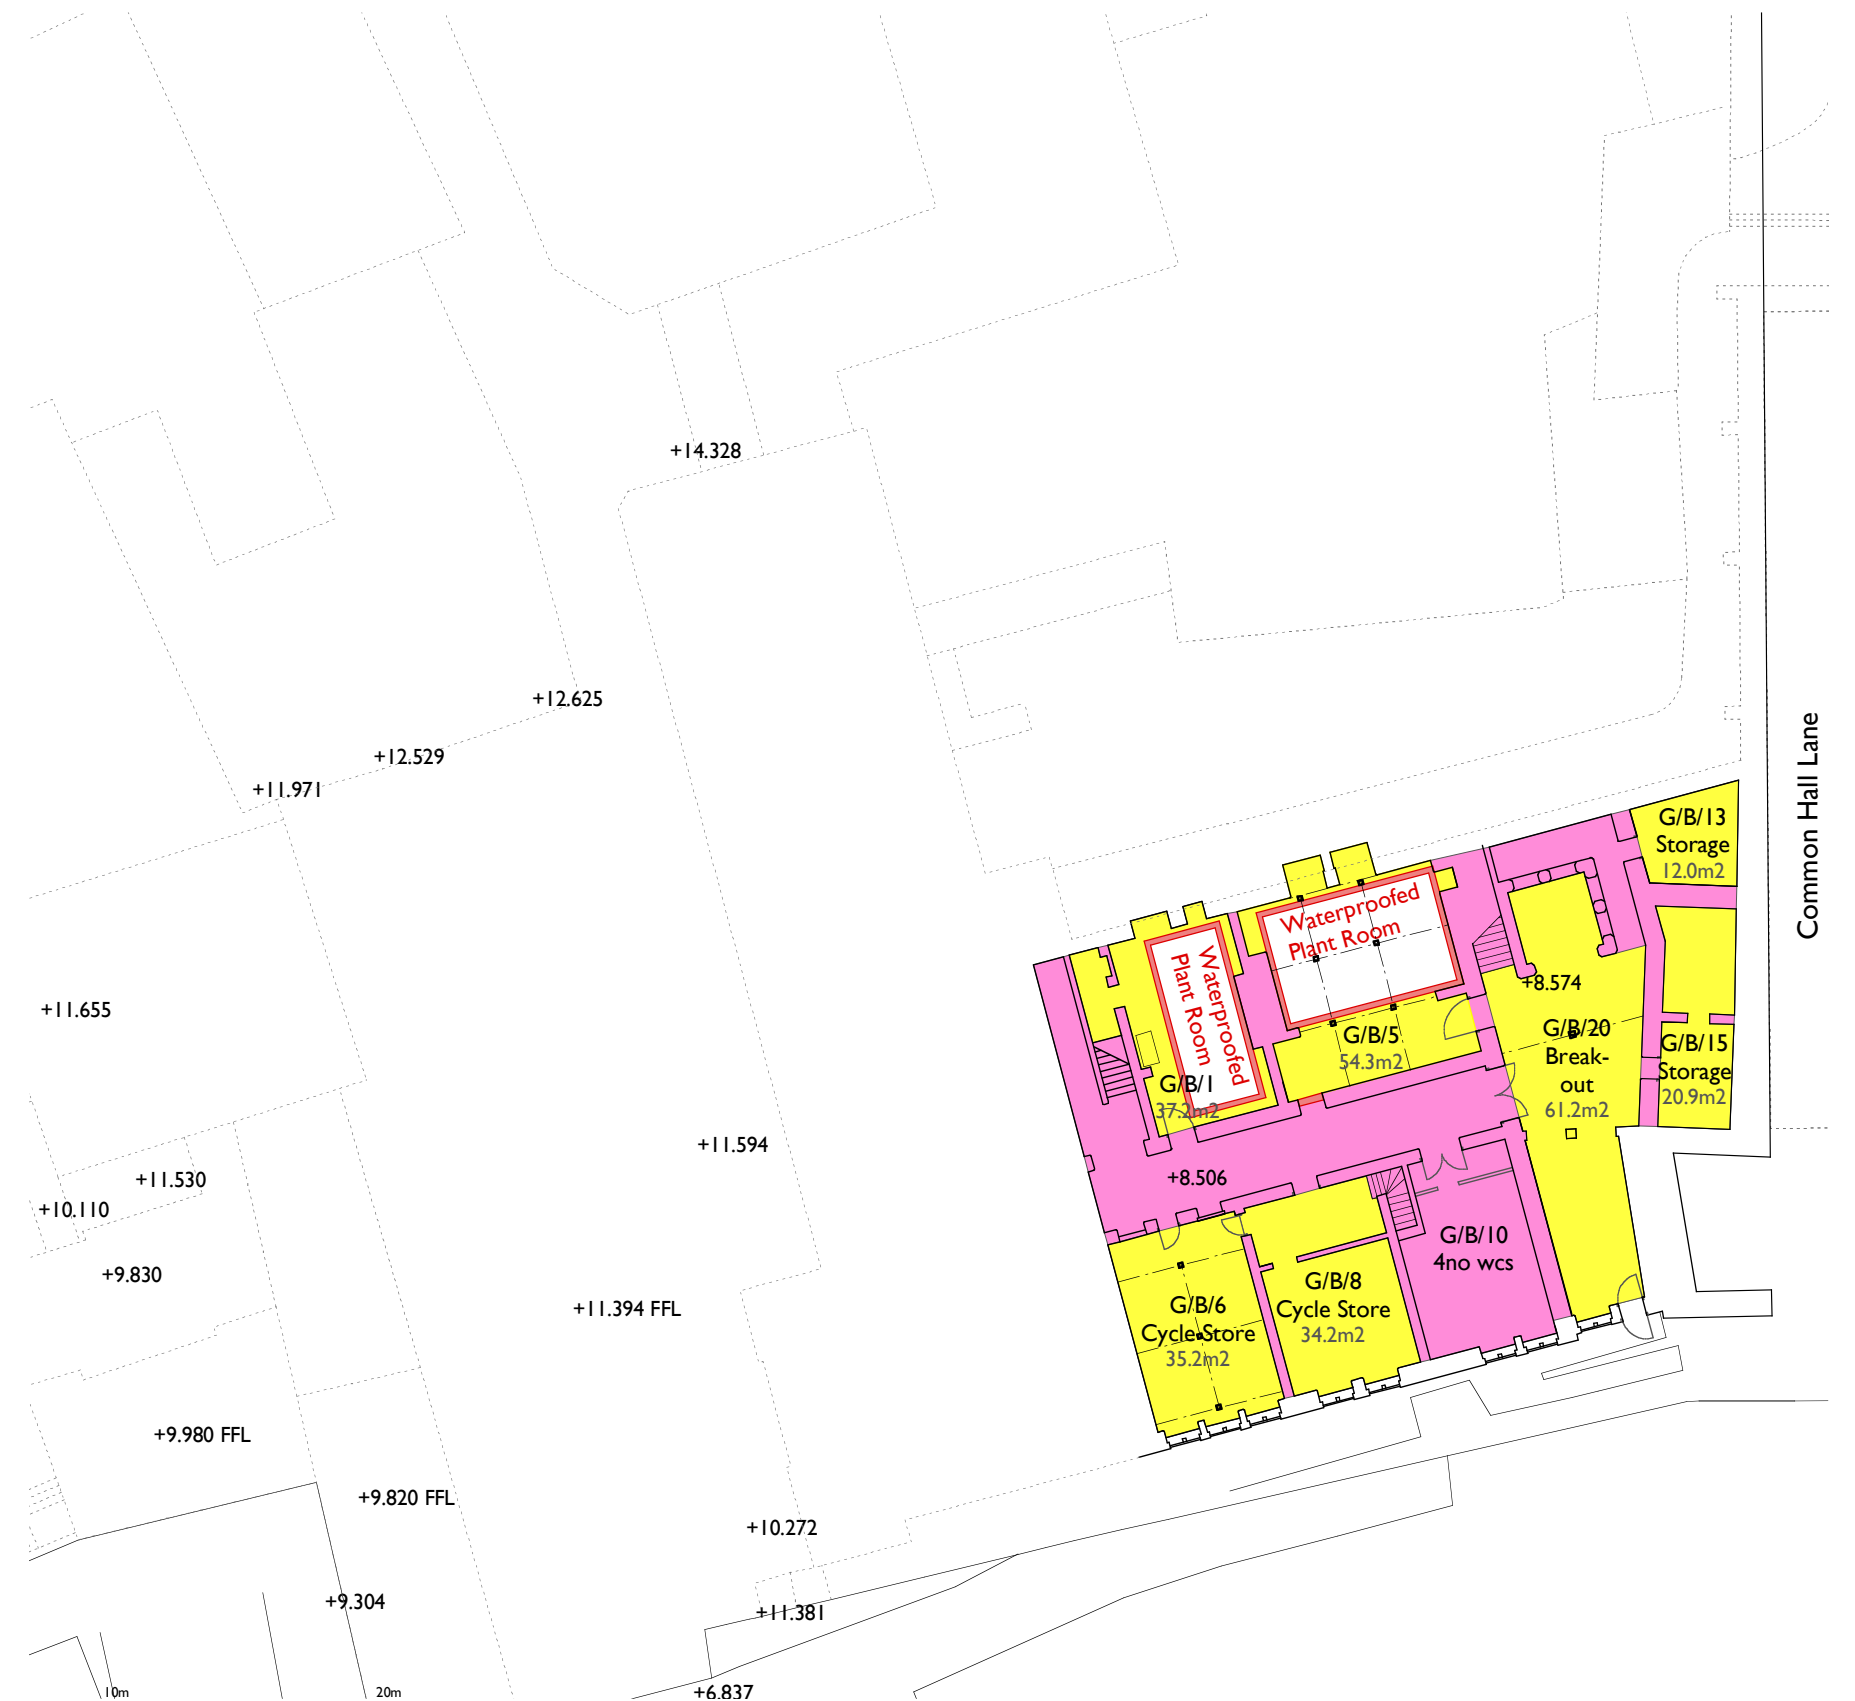 +14.328
+12.625
+12.529
+11.971
Common Hall Lane
G/B/13
Storage
12.0m2
Waterproofed
Plant Room
Waterproofed
Plant Room
+8.574
+11.655
G/B/5
54.3m2
G/B/20
Break-
out
61.2m2
G/B/15
Storage
20.9m2
G/B/1
37.2m2
+11.594
+11.530
+8.506
+10.110
G/B/10
4no wcs
+9.830
G/B/8
Cycle Store
34.2m2
+11.394 FFL
G/B/6
Cycle Store
35.2m2
+9.980 FFL
+9.820 FFL
+10.272
+9.304
+11.381
10m
20m
+6.837